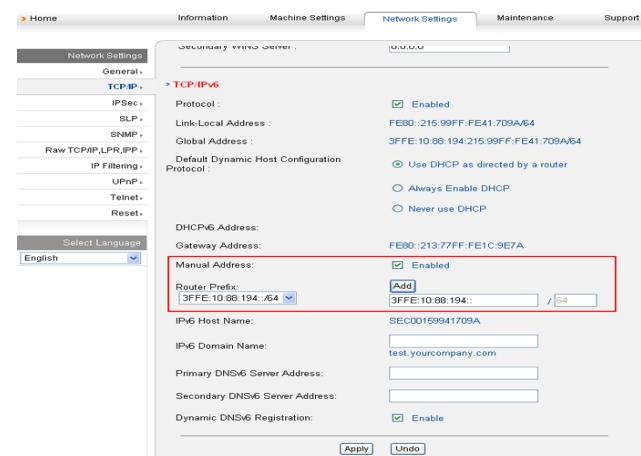 > Home
Information
Machine Settings
Network Settings
Maintenance
Support
Network Settings
General
TCP/IP
IPSec
SLP
SNMP
Raw TCP/IP,LPR,IPP
IP Filtering
UPnP
Telnet
Reset
Select Language
English
Secondary WINS Server :
0.0.0.0
> TCP/IPv6
Protocol : Enabled
Link-Local Address : FE80::215:99FF:FE41:709A/64
Global Address : 3FFE:10:88:194:215:99FF:FE41:709A/64
Default Dynamic Host Configuration
Protocol :
Use DHCP as directed by a router
Always Enable DHCP
Never use DHCP
DHCPv6 Address:
Gateway Address: FE80::213:77FF:FE1C:9E7A
Manual Address: Enabled
Router Prefix: Add
3FFE:10:88:194::/64 3FFE:10:88:194:: / 64
IPv6 Host Name: SEC00159941709A
IPv6 Domain Name:
test.yourcompany.com
Primary DNSv6 Server Address:
Secondary DNSv6 Server Address:
Dynamic DNSv6 Registration: Enable
Apply Undo